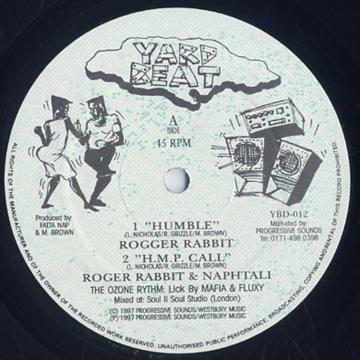 YARD
BEAT
A
SIDE
45 RPM
Produced by:
FATTA NAP
& M. BROWN
YBD-012
Marketed by:
PROGRESSIVE SOUNDS
Tel: 0171-498 0396
1 "HUMBLE"
(L. NICHOLAS/R. GRIZZLE/M. BROWN)
ROGGER RABBIT
2 "H.M.P. CALL"
(L. NICHOLAS/R. GRIZZLE/M. BROWN)
ROGER RABBIT & NAPHTALI
THE OZONE RYTHM: Lick By MAFIA & FLUXY
Mixed at: Soul II Soul Studio (London)
(C) 1997 PROGRESSIVE SOUNDS/WESTBURY MUSIC
(P) 1997 PROGRESSIVE SOUNDS/WESTBURY MUSIC
ALL RIGHTS OF THE MANUFACTURER AND OF THE OWNER OF THE RECORDED WORK RESERVED. UNAUTHORISED PUBLIC PERFORMANCE, BROADCASTING, COPYING AND RENTAL OF THIS RECORD PROHIBITED.